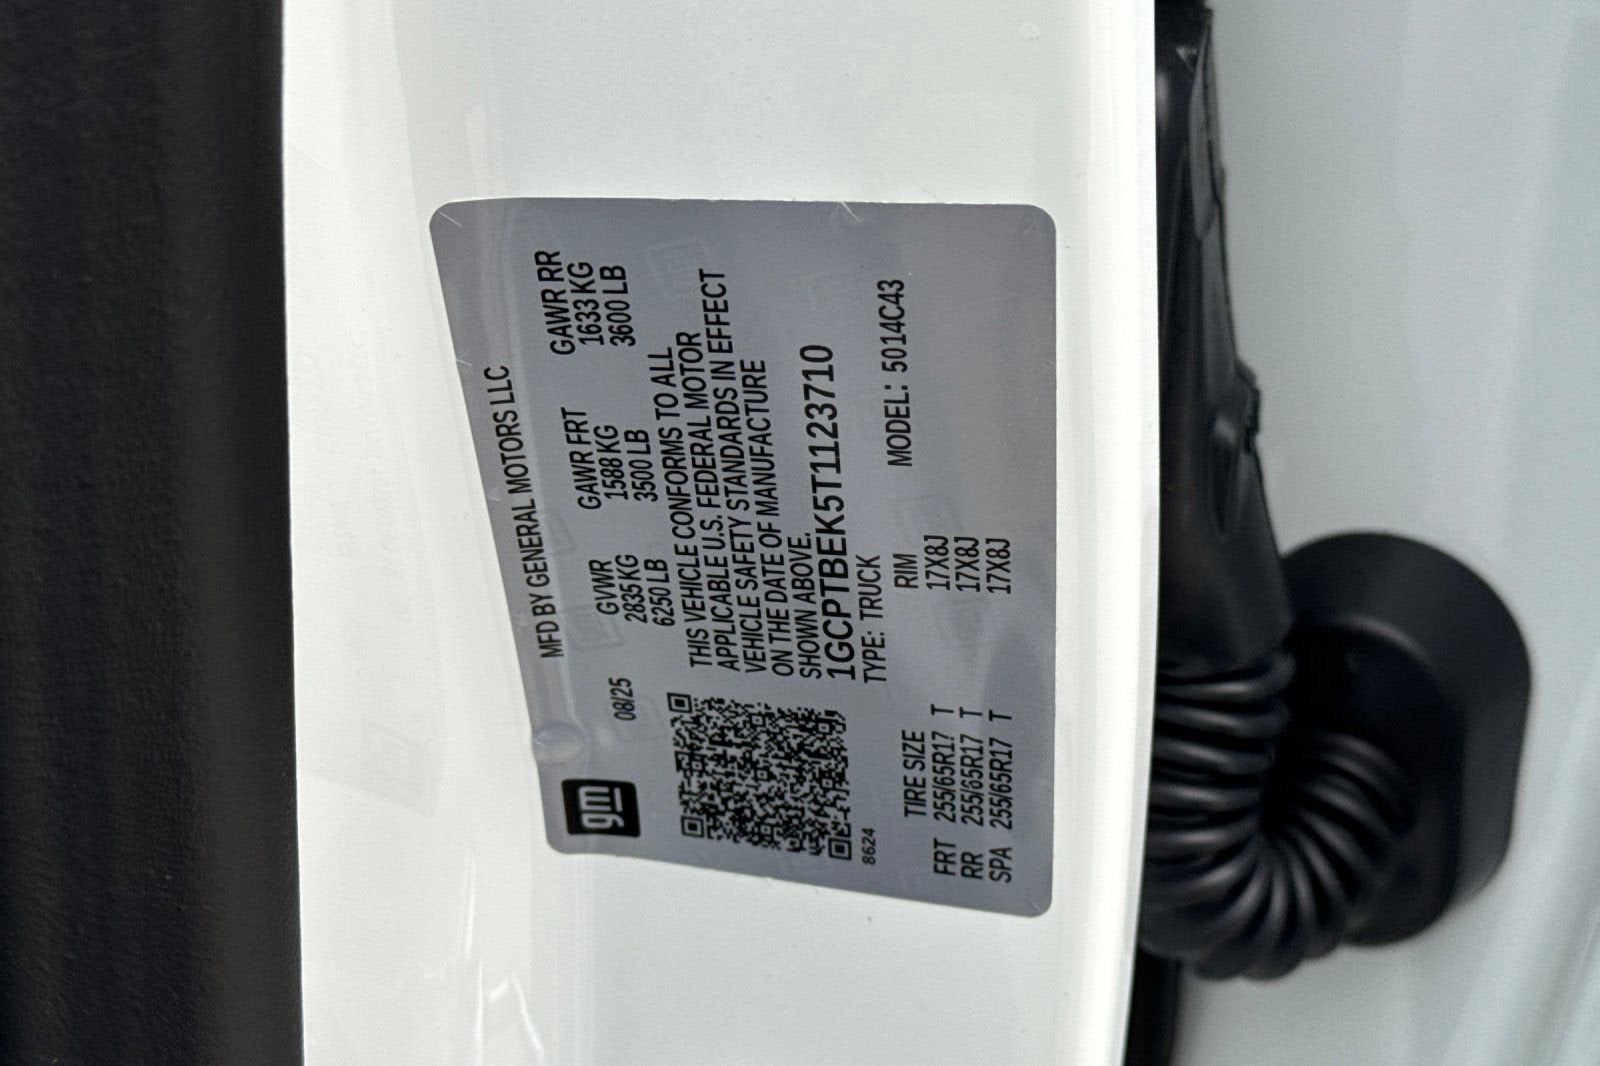 MFD BY GENERAL MOTORS LLC
gm
08/25
GVWR GAWR FRT GAWR RR
2835 KG 1588 KG 1633 KG
6250 LB 3500 LB 3600 LB
THIS VEHICLE CONFORMS TO ALL
APPLICABLE U.S. FEDERAL MOTOR
VEHICLE SAFETY STANDARDS IN EFFECT
ON THE DATE OF MANUFACTURE
SHOWN ABOVE.
1GCPTBEK5T1123710
TYPE: TRUCK MODEL: 5014C43
8624
TIRE SIZE RIM
FRT 255/65R17 T 17X8J
RR 255/65R17 T 17X8J
SPA 255/65R17 T 17X8J